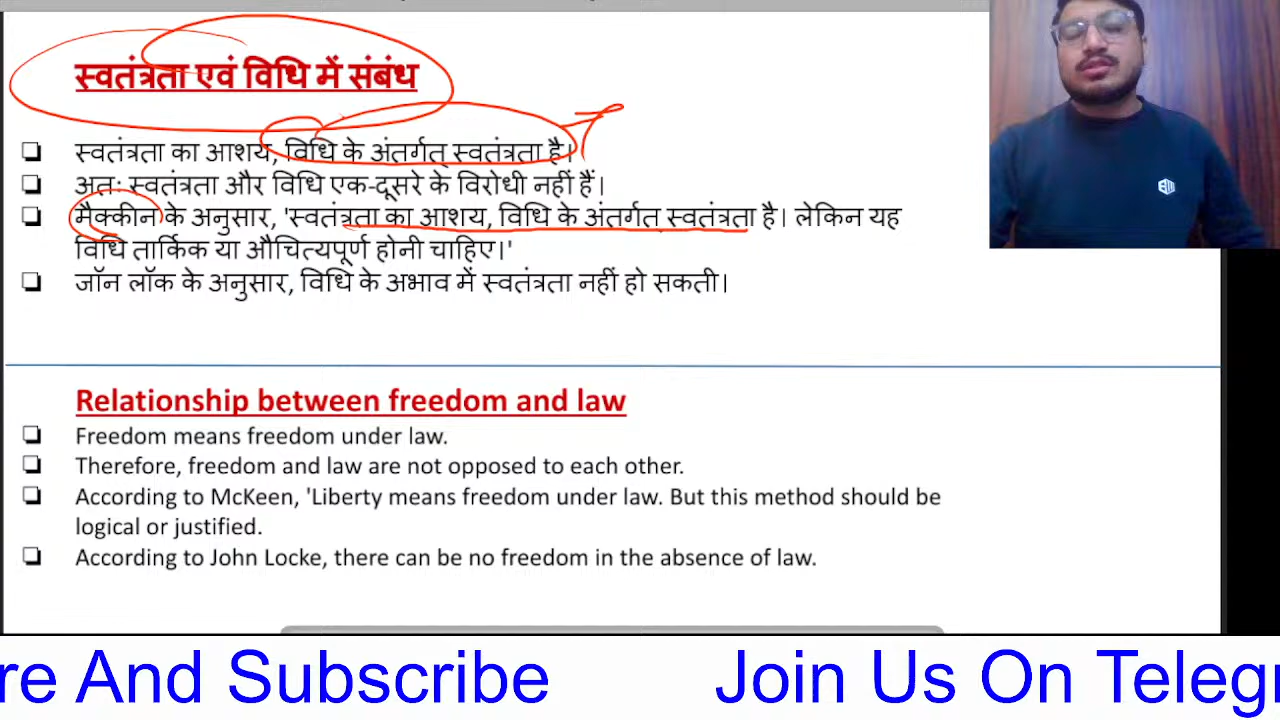 स्वतंत्रता एवं विधि में संबंध
❑ स्वतंत्रता का आशय, विधि के अंतर्गत् स्वतंत्रता है।
❑ अतः स्वतंत्रता और विधि एक-दूसरे के विरोधी नहीं हैं।
❑ मैक्कीन के अनुसार, 'स्वतंत्रता का आशय, विधि के अंतर्गत् स्वतंत्रता है। लेकिन यह
विधि तार्किक या औचित्यपूर्ण होनी चाहिए।'
❑ जॉन लॉक के अनुसार, विधि के अभाव में स्वतंत्रता नहीं हो सकती।
Relationship between freedom and law
❑ Freedom means freedom under law.
❑ Therefore, freedom and law are not opposed to each other.
❑ According to McKeen, 'Liberty means freedom under law. But this method should be
logical or justified.
❑ According to John Locke, there can be no freedom in the absence of law.
re And Subscribe Join Us On Telegr